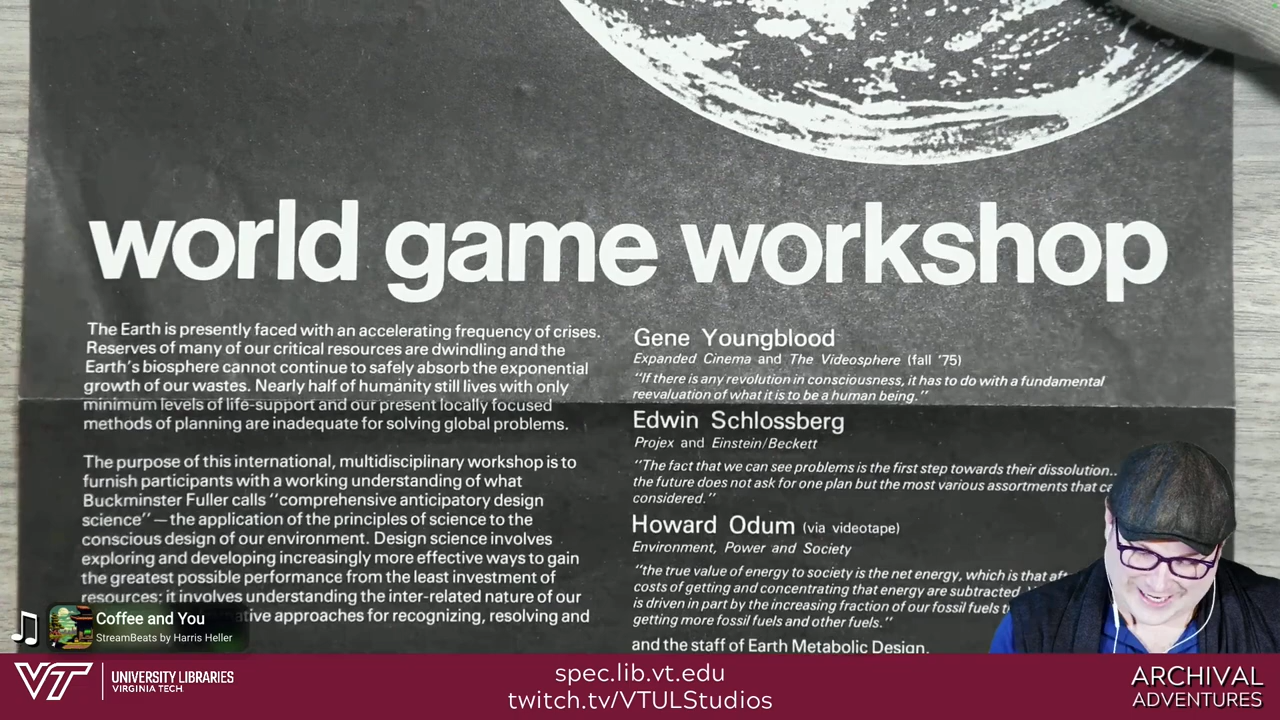 world game workshop
The Earth is presently faced with an accelerating frequency of crises.
Reserves of many of our critical resources are dwindling and the
Earth's biosphere cannot continue to safely absorb the exponential
growth of our wastes. Nearly half of humanity still lives with only
minimum levels of life-support and our present locally focused
methods of planning are inadequate for solving global problems.
The purpose of this international, multidisciplinary workshop is to
furnish participants with a working understanding of what
Buckminster Fuller calls "comprehensive anticipatory design
science"—the application of the principles of science to the
conscious design of our environment. Design science involves
exploring and developing increasingly more effective ways to gain
the greatest possible performance from the least investment of
resources; it involves understanding the inter-related nature of our
approaches for recognizing, resolving and
Gene Youngblood
Expanded Cinema and The Videosphere (fall '75)
"If there is any revolution in consciousness, it has to do with a fundamental
reevaluation of what it is to be a human being."
Edwin Schlossberg
Projex and Einstein/Beckett
"The fact that we can see problems is the first step towards their dissolution..
the future does not ask for one plan but the most various assortments that
considered."
Howard Odum (via videotape)
Environment, Power and Society
"the true value of energy to society is the net energy, which is that
costs of getting and concentrating that energy are subtracted.
is driven in part by the increasing fraction of our fossil fuels
getting more fossil fuels and other fuels."
and the staff of Earth Metabolic Design.
Coffee and You
StreamBeats by Harris Heller
VT UNIVERSITY LIBRARIES
VIRGINIA TECH
spec.lib.vt.edu
twitch.tv/VTULStudios
ARCHIVAL
ADVENTURES